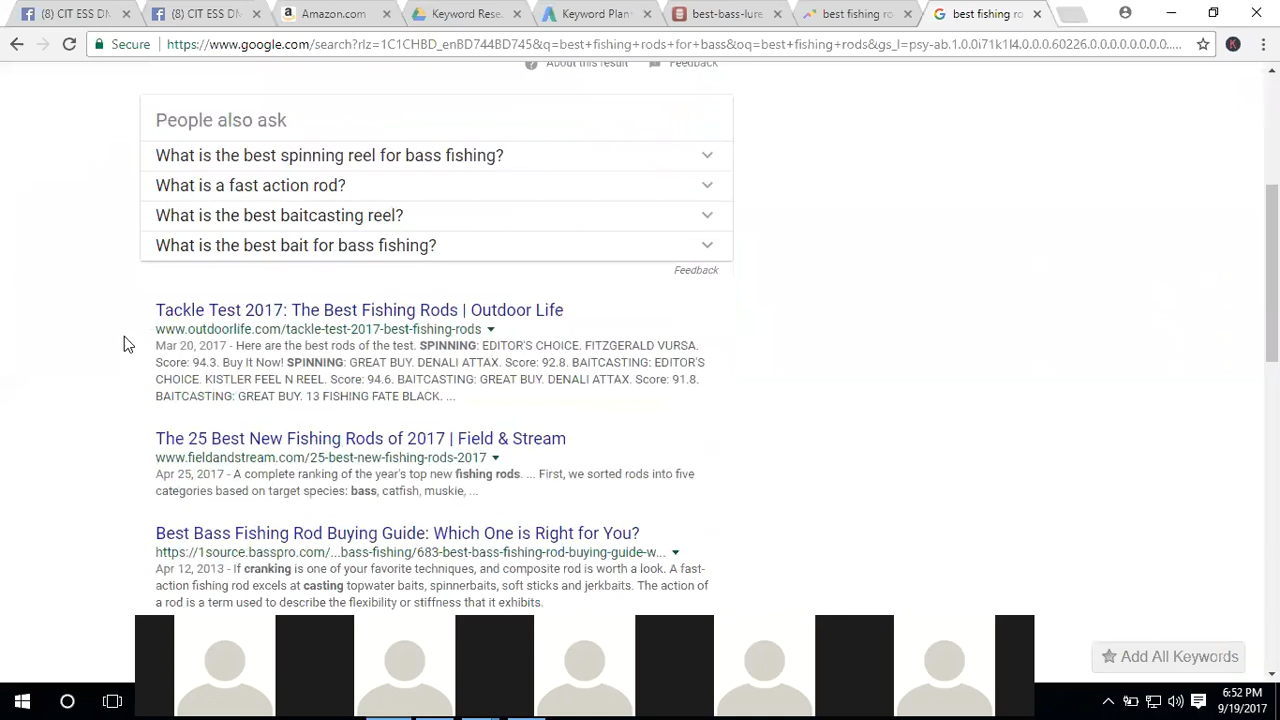 (8) CIT ESS D
(8) CIT ESS D
Amazon.com
Keyword Rese
Keyword Plan
best-bass-lure
best fishing ro
best fishing ro
Secure
https://www.google.com/search?rlz=1C1CHBD_enBD744BD745&q=best+fishing+rods+for+bass&oq=best+fishing+rods&gs_l=psy-ab.1.0.0i71k1l4.0.0.0.60226.0.0.0.0.0.0.0.0....
About this result
Feedback
People also ask
What is the best spinning reel for bass fishing?
What is a fast action rod?
What is the best baitcasting reel?
What is the best bait for bass fishing?
Feedback
Tackle Test 2017: The Best Fishing Rods | Outdoor Life
www.outdoorlife.com/tackle-test-2017-best-fishing-rods
Mar 20, 2017 - Here are the best rods of the test. SPINNING: EDITOR'S CHOICE. FITZGERALD VURSA.
Score: 94.3. Buy It Now! SPINNING: GREAT BUY. DENALI ATTAX. Score: 92.8. BAITCASTING: EDITOR'S
CHOICE. KISTLER FEEL N REEL. Score: 94.6. BAITCASTING: GREAT BUY. DENALI ATTAX. Score: 91.8.
BAITCASTING: GREAT BUY. 13 FISHING FATE BLACK. ...
The 25 Best New Fishing Rods of 2017 | Field & Stream
www.fieldandstream.com/25-best-new-fishing-rods-2017
Apr 25, 2017 - A complete ranking of the year's top new fishing rods. ... First, we sorted rods into five
categories based on target species: bass, catfish, muskie, ...
Best Bass Fishing Rod Buying Guide: Which One is Right for You?
https://1source.basspro.com/...bass-fishing/683-best-bass-fishing-rod-buying-guide-w...
Apr 12, 2013 - If cranking is one of your favorite techniques, and composite rod is worth a look. A fast-
action fishing rod excels at casting topwater baits, spinnerbaits, soft sticks and jerkbaits. The action of
a rod is a term used to describe the flexibility or stiffness that it exhibits.
Add All Keywords
6:52 PM
9/19/2017